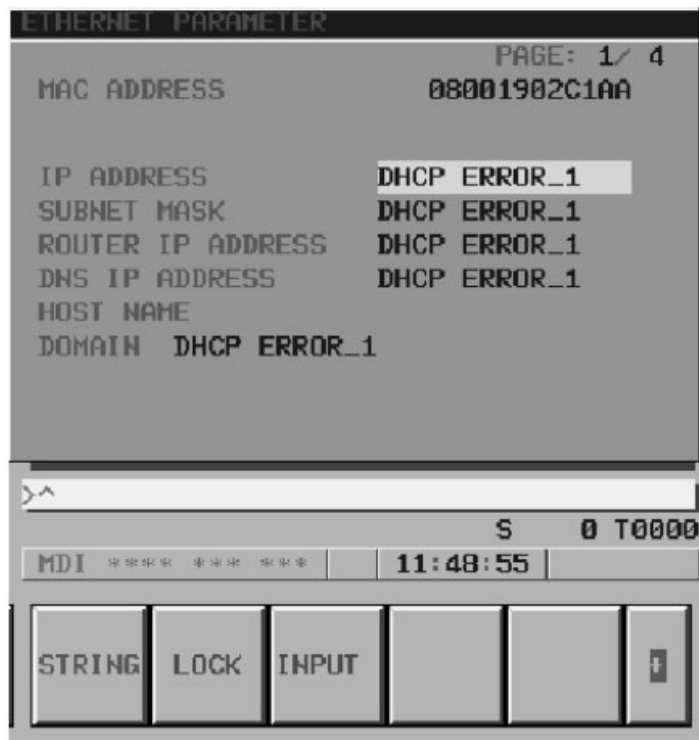 ETHERNET PARAMETER
PAGE: 1/ 4
MAC ADDRESS 08001902C1AA
IP ADDRESS DHCP ERROR_1
SUBNET MASK DHCP ERROR_1
ROUTER IP ADDRESS DHCP ERROR_1
DNS IP ADDRESS DHCP ERROR_1
HOST NAME
DOMAIN DHCP ERROR_1
>^
S 0 T0000
MDI **** *** *** 11:48:55
STRING LOCK INPUT +